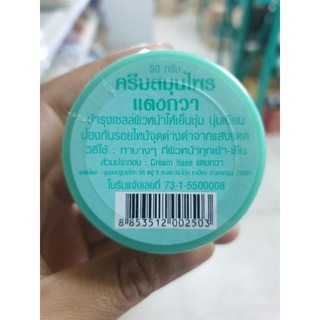 50 กรัม
ครีมสมุนไพร
แตงกวา
บำรุงเซลล์ผิวหน้าให้เย็นชุ่ม นุ่มเนียน
ป้องกันรอยไหม้จุดด่างดำจากแสงแดด
วิธีใช้ : ทาบางๆ ที่ผิวหน้าทุกเช้า-เย็น
ส่วนประกอบ : Cream base แตงกวา
ใบรับแจ้งเลขที่ 73-1-5500008
8 853512 002503